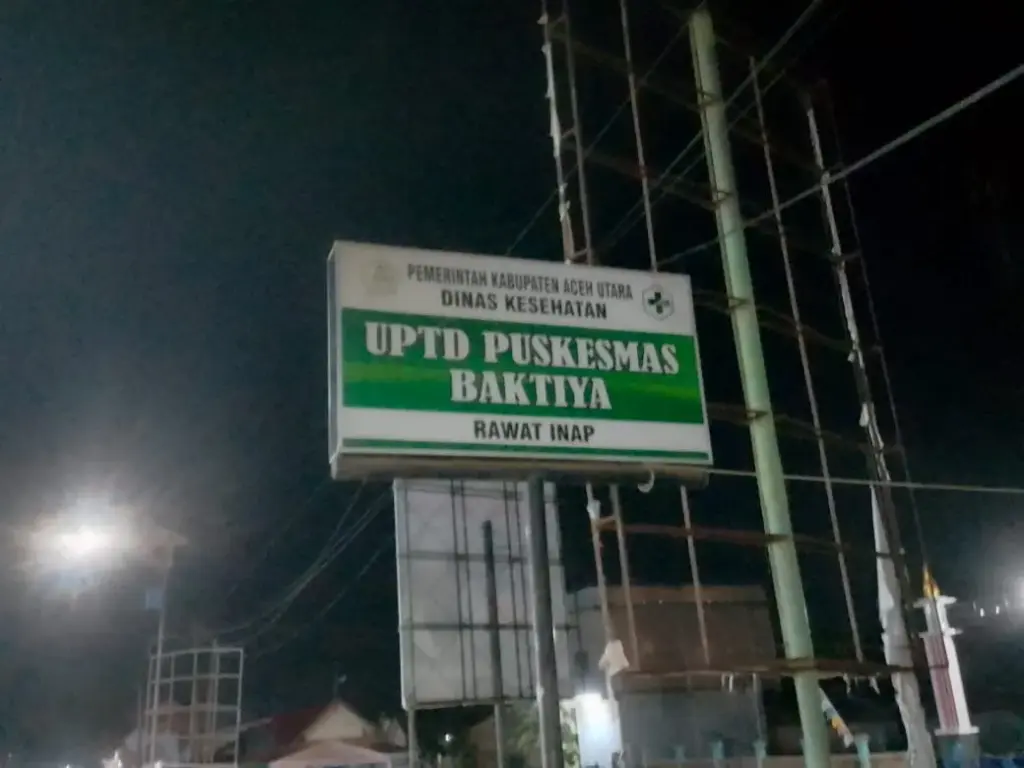 PEMERINTAH KABUPATEN ACEH UTARA
DINAS KESEHATAN
UPTD PUSKESMAS
BAKTIYA
RAWAT INAP